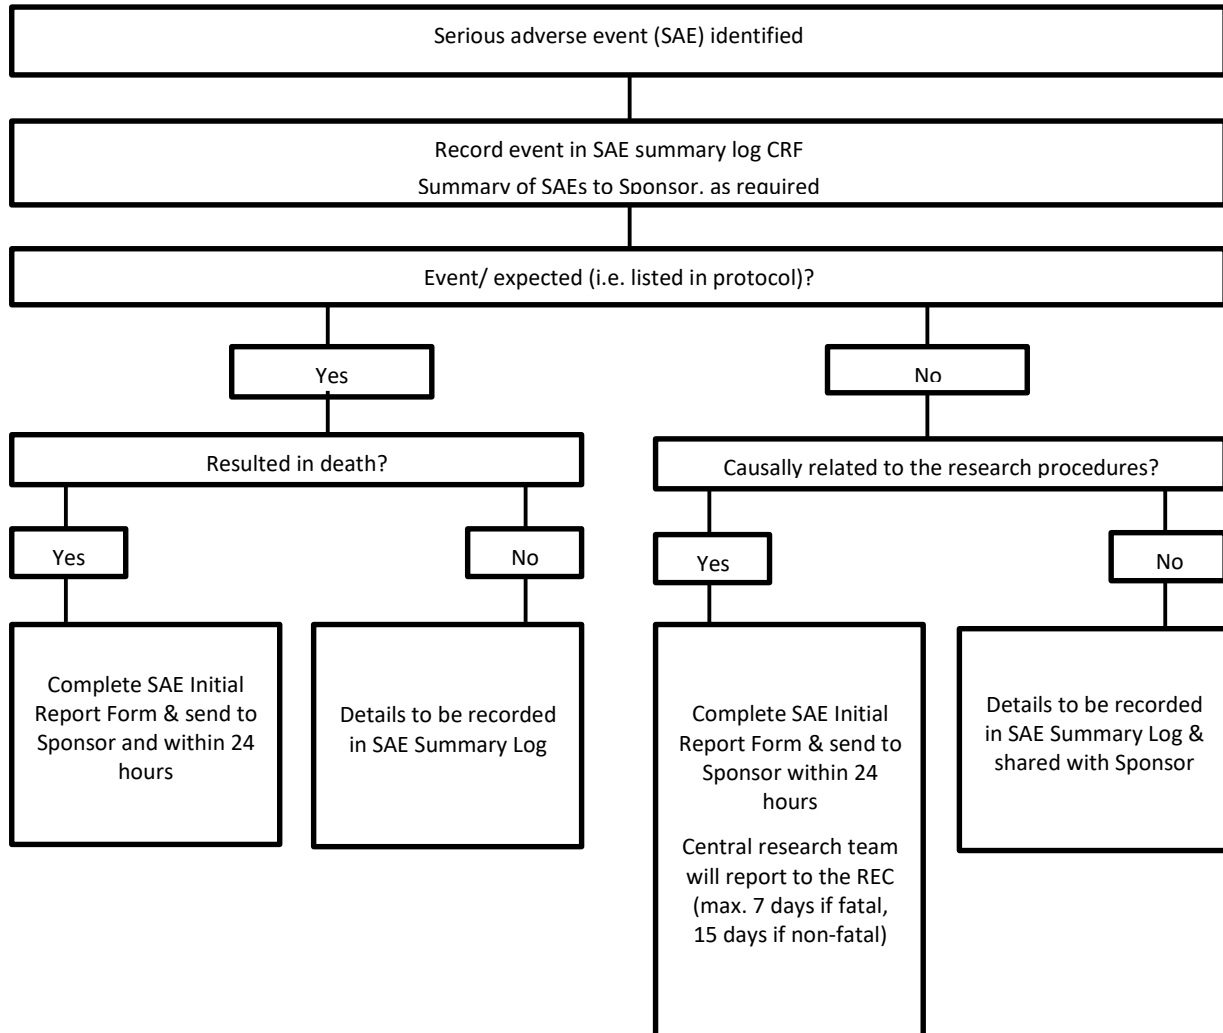 Serious adverse event (SAE) identified
Record event in SAE summary log CRF
Summary of SAEs to Sponsor, as required
Event/ expected (i.e. listed in protocol)?
Yes
No
Resulted in death?
Causally related to the research procedures?
Yes
No
Yes
No
Complete SAE Initial
Report Form & send to
Sponsor and within 24
hours
Details to be recorded
in SAE Summary Log
Complete SAE Initial
Report Form & send to
Sponsor within 24
hours
Central research team
will report to the REC
(max. 7 days if fatal,
15 days if non-fatal)
Details to be recorded
in SAE Summary Log &
shared with Sponsor